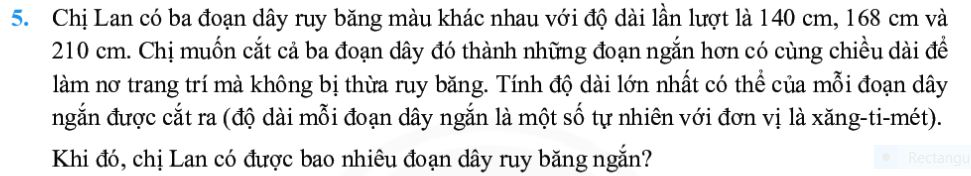 5. Chị Lan có ba đoạn dây ruy băng màu khác nhau với độ dài lần lượt là 140 cm, 168 cm và
210 cm. Chị muốn cắt cả ba đoạn dây đó thành những đoạn ngắn hơn có cùng chiều dài để
làm nơ trang trí mà không bị thừa ruy băng. Tính độ dài lớn nhất có thể của mỗi đoạn dây
ngắn được cắt ra (độ dài mỗi đoạn dây ngắn là một số tự nhiên với đơn vị là xăng-ti-mét).
Khi đó, chị Lan có được bao nhiêu đoạn dây ruy băng ngắn?
Rectangu